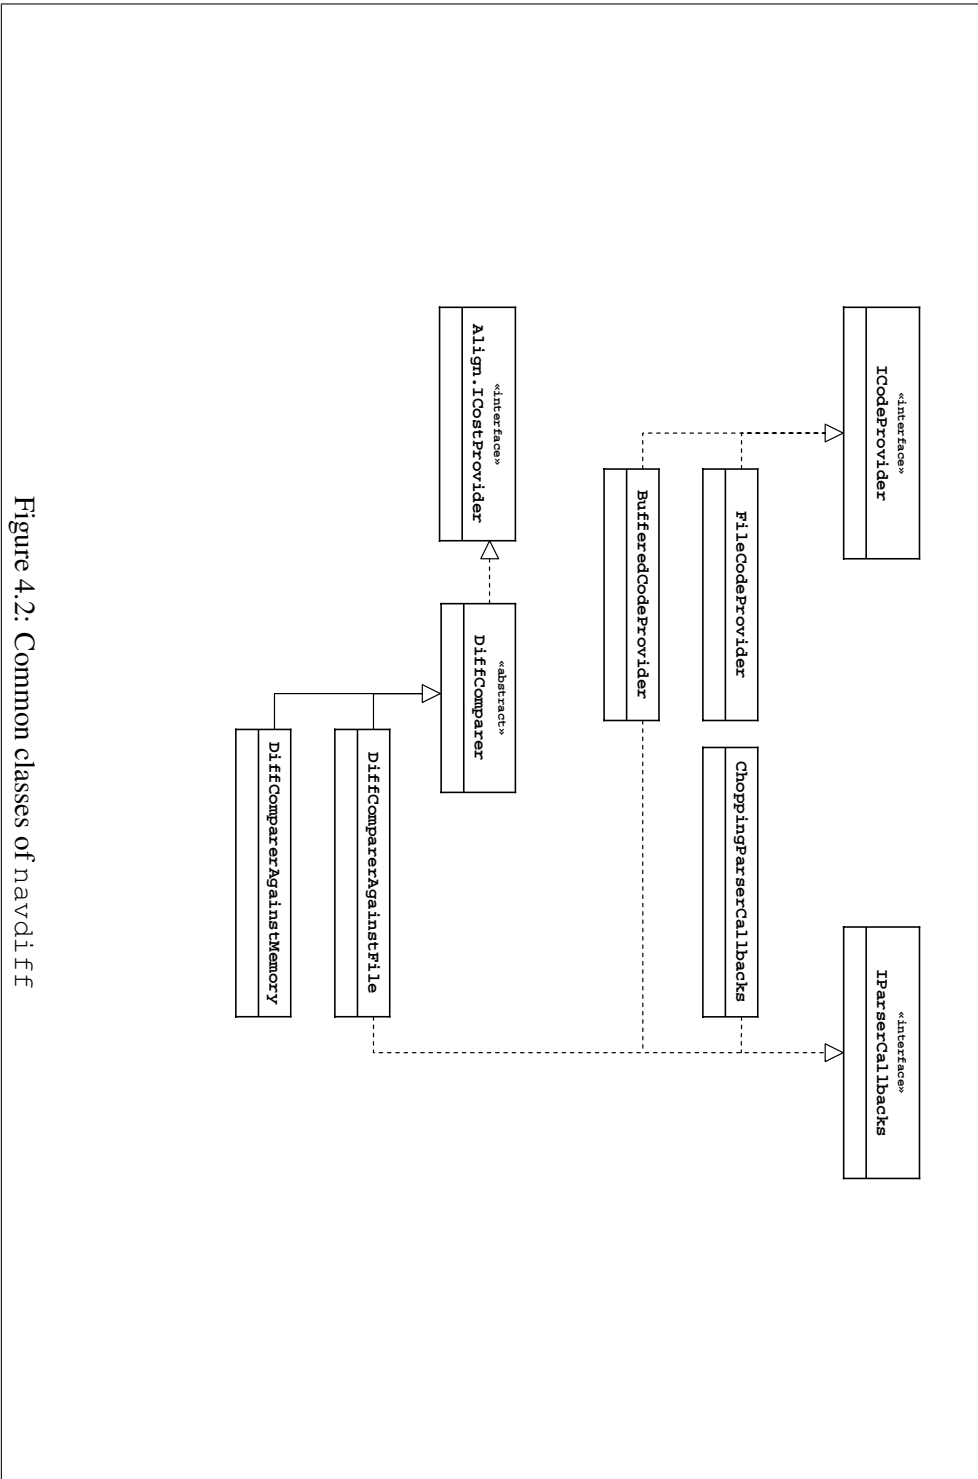 «interface»
ICodeProvider
«interface»
IParserCallbacks
FileCodeProvider
ChoppingParserCallbacks
BufferedCodeProvider
«interface»
Align.ICostProvider
«abstract»
DiffComparer
DiffComparerAgainstFile
DiffComparerAgainstMemory
Figure 4.2: Common classes of navdiff